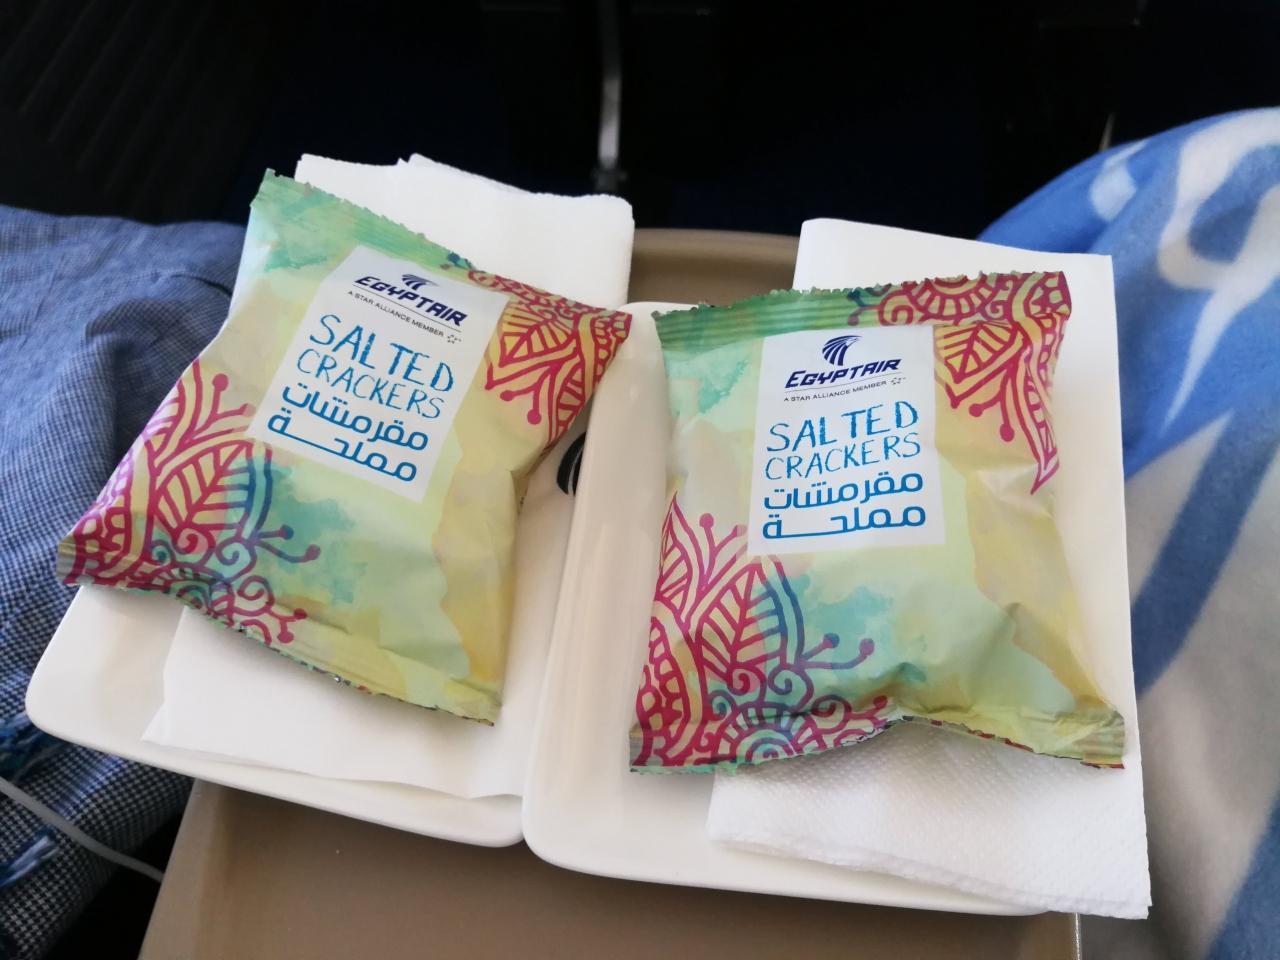 EGYPTAIR
A STAR ALLIANCE MEMBER
SALTED
CRACKERS
مقرمشات
مملحة
EGYPTAIR
A STAR ALLIANCE MEMBER
SALTED
CRACKERS
مقرمشات
مملحة